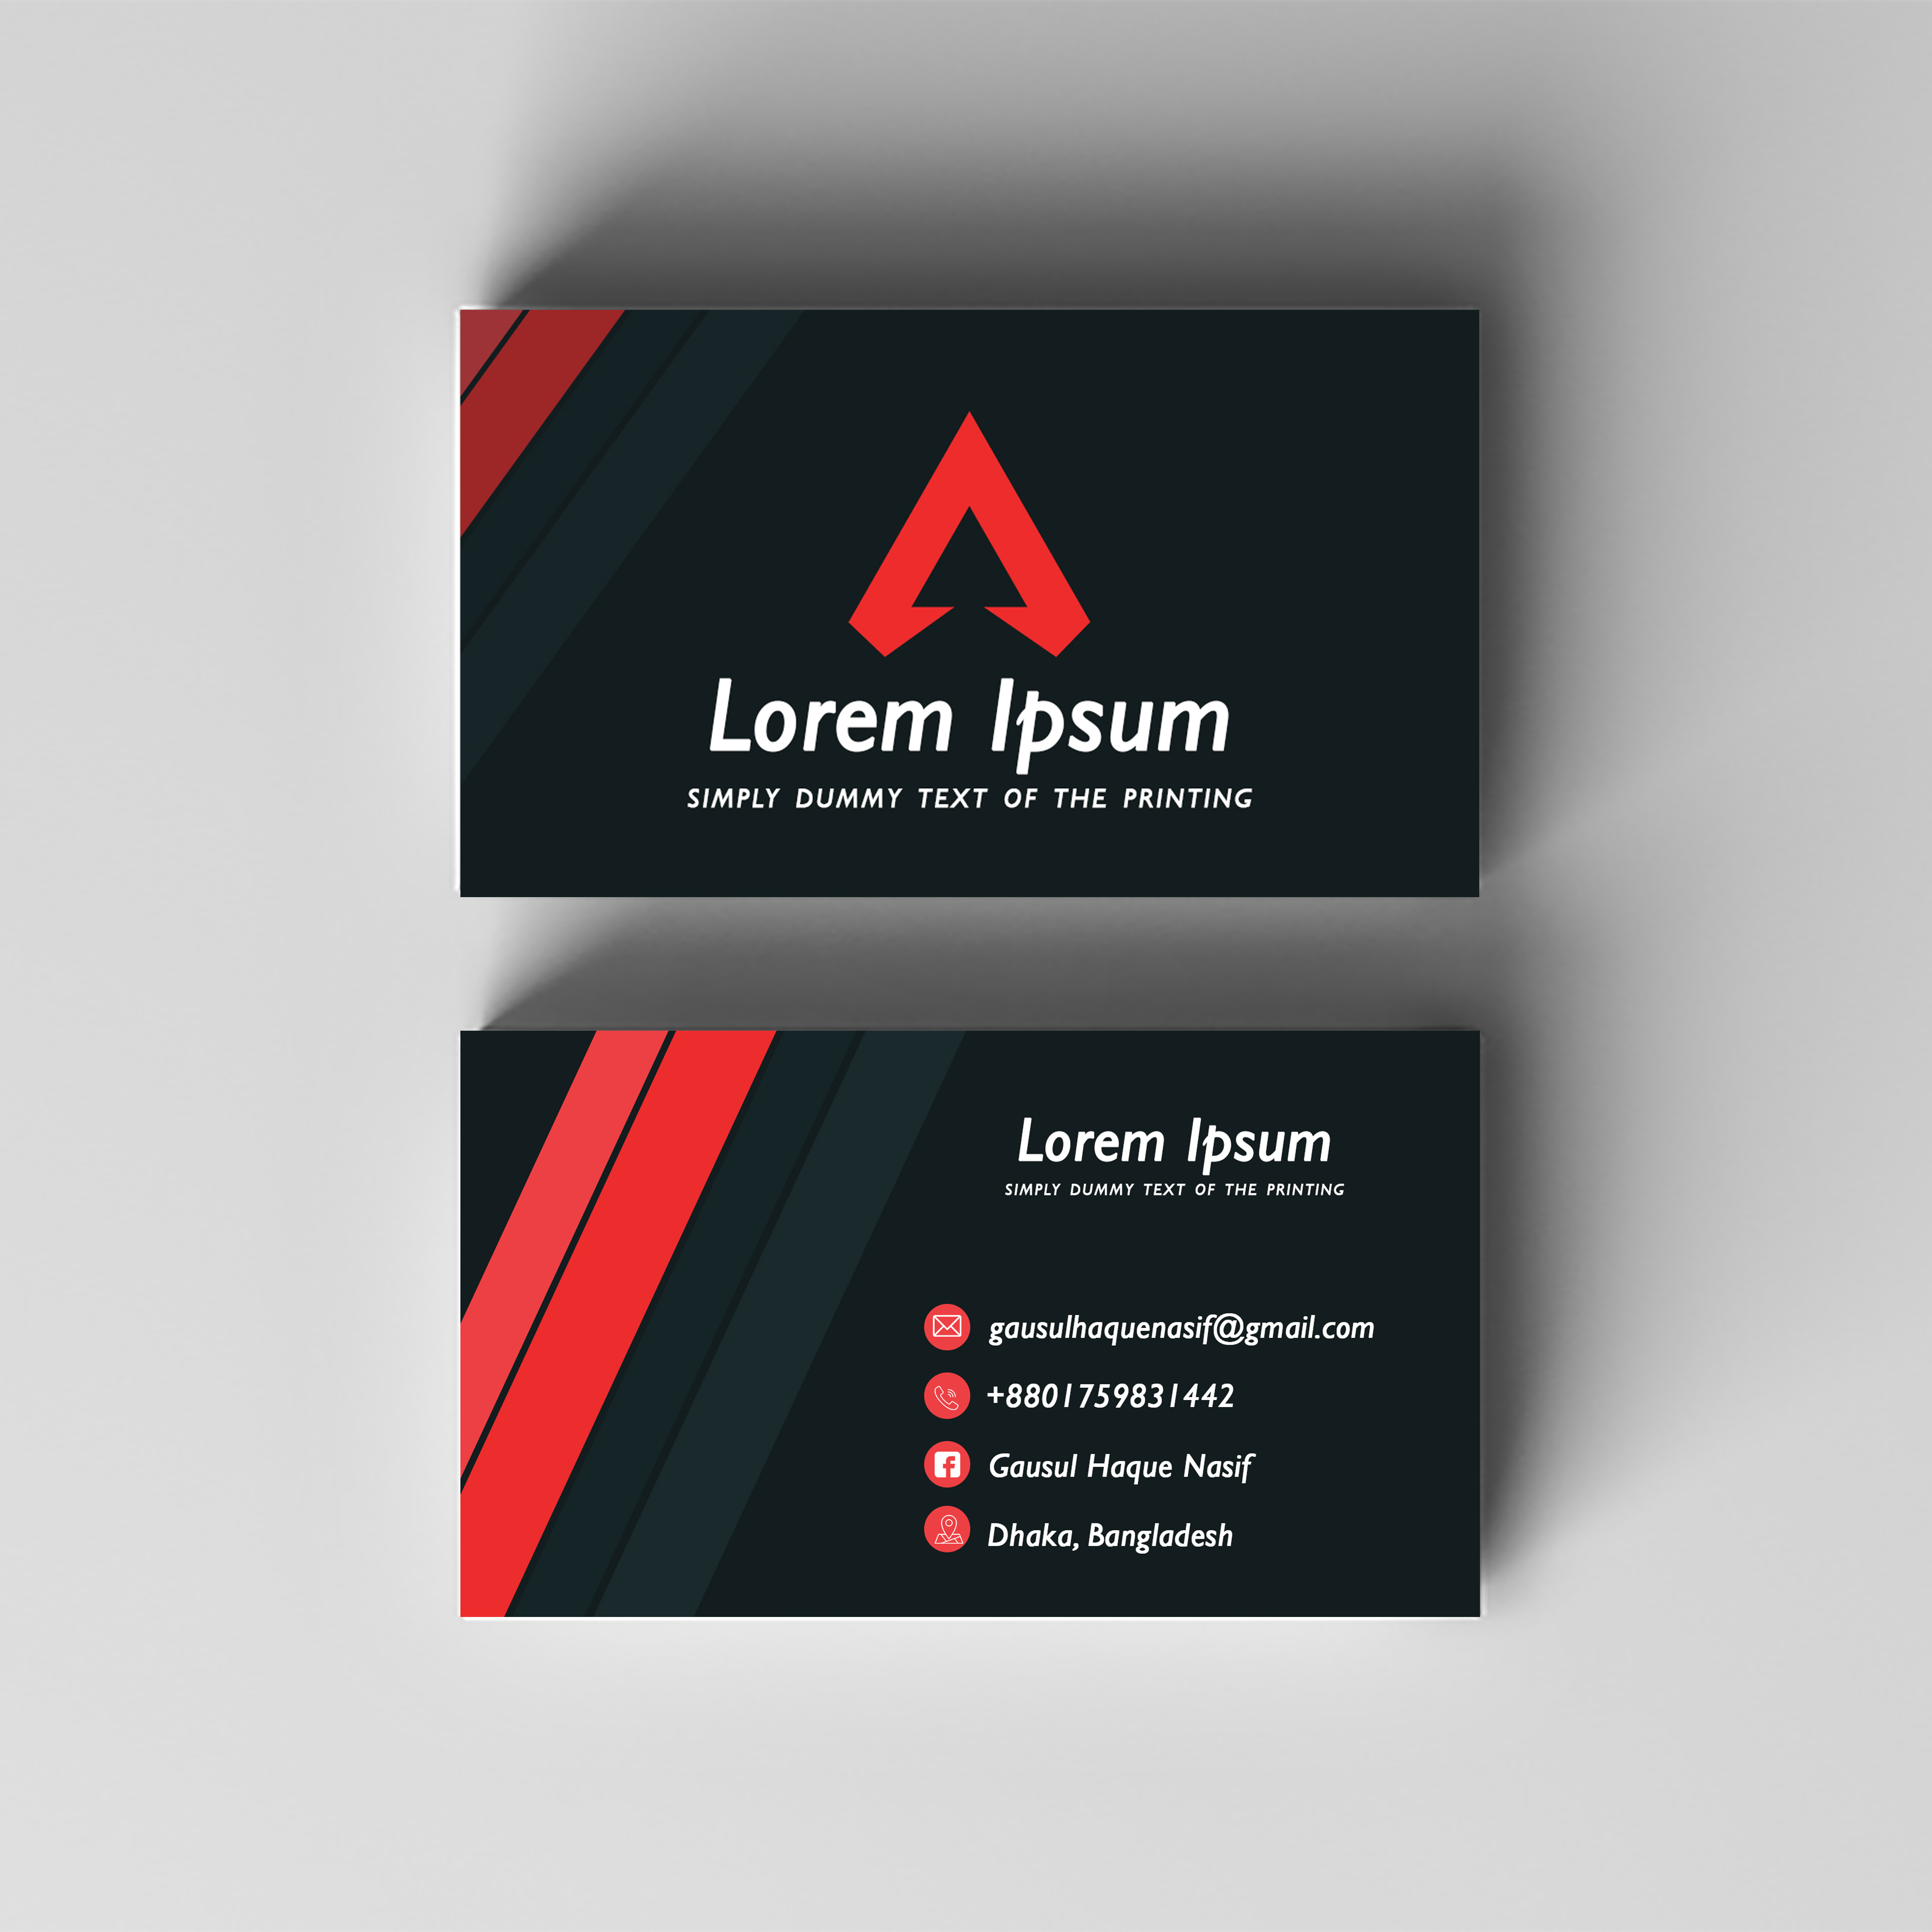 Lorem Ipsum
SIMPLY DUMMY TEXT OF THE PRINTING
Lorem Ipsum
SIMPLY DUMMY TEXT OF THE PRINTING
gausulhaquenasif@gmail.com
+8801759831442
Gausul Haque Nasif
Dhaka, Bangladesh